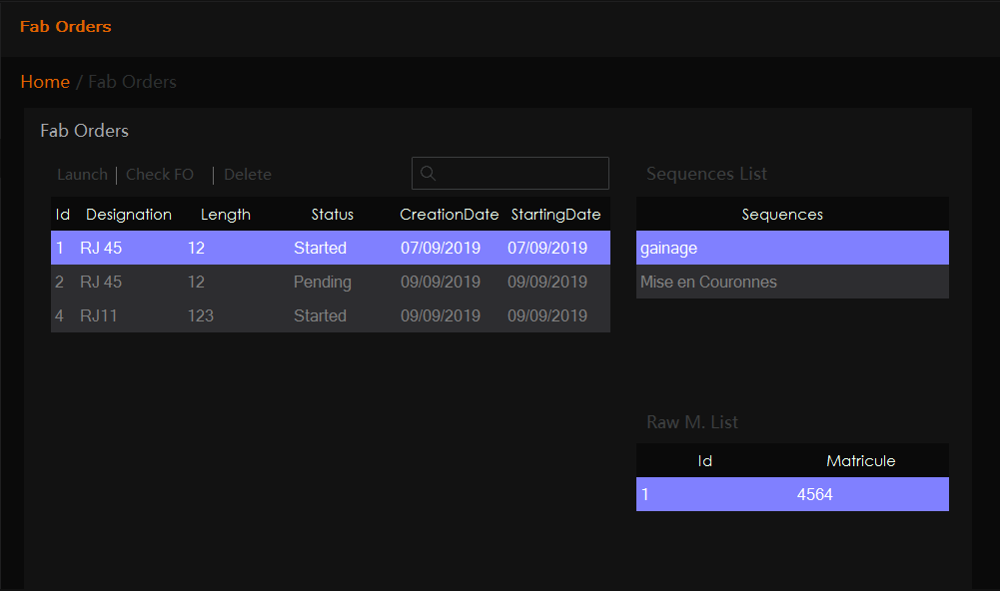 Fab Orders
Home / Fab Orders
Fab Orders
Launch | Check FO | Delete
Id Designation Length Status CreationDate StartingDate
1 RJ 45 12 Started 07/09/2019 07/09/2019
2 RJ 45 12 Pending 09/09/2019 09/09/2019
4 RJ11 123 Started 09/09/2019 09/09/2019
Sequences List
Sequences
gainage
Mise en Couronnes
Raw M. List
Id Matricule
1 4564